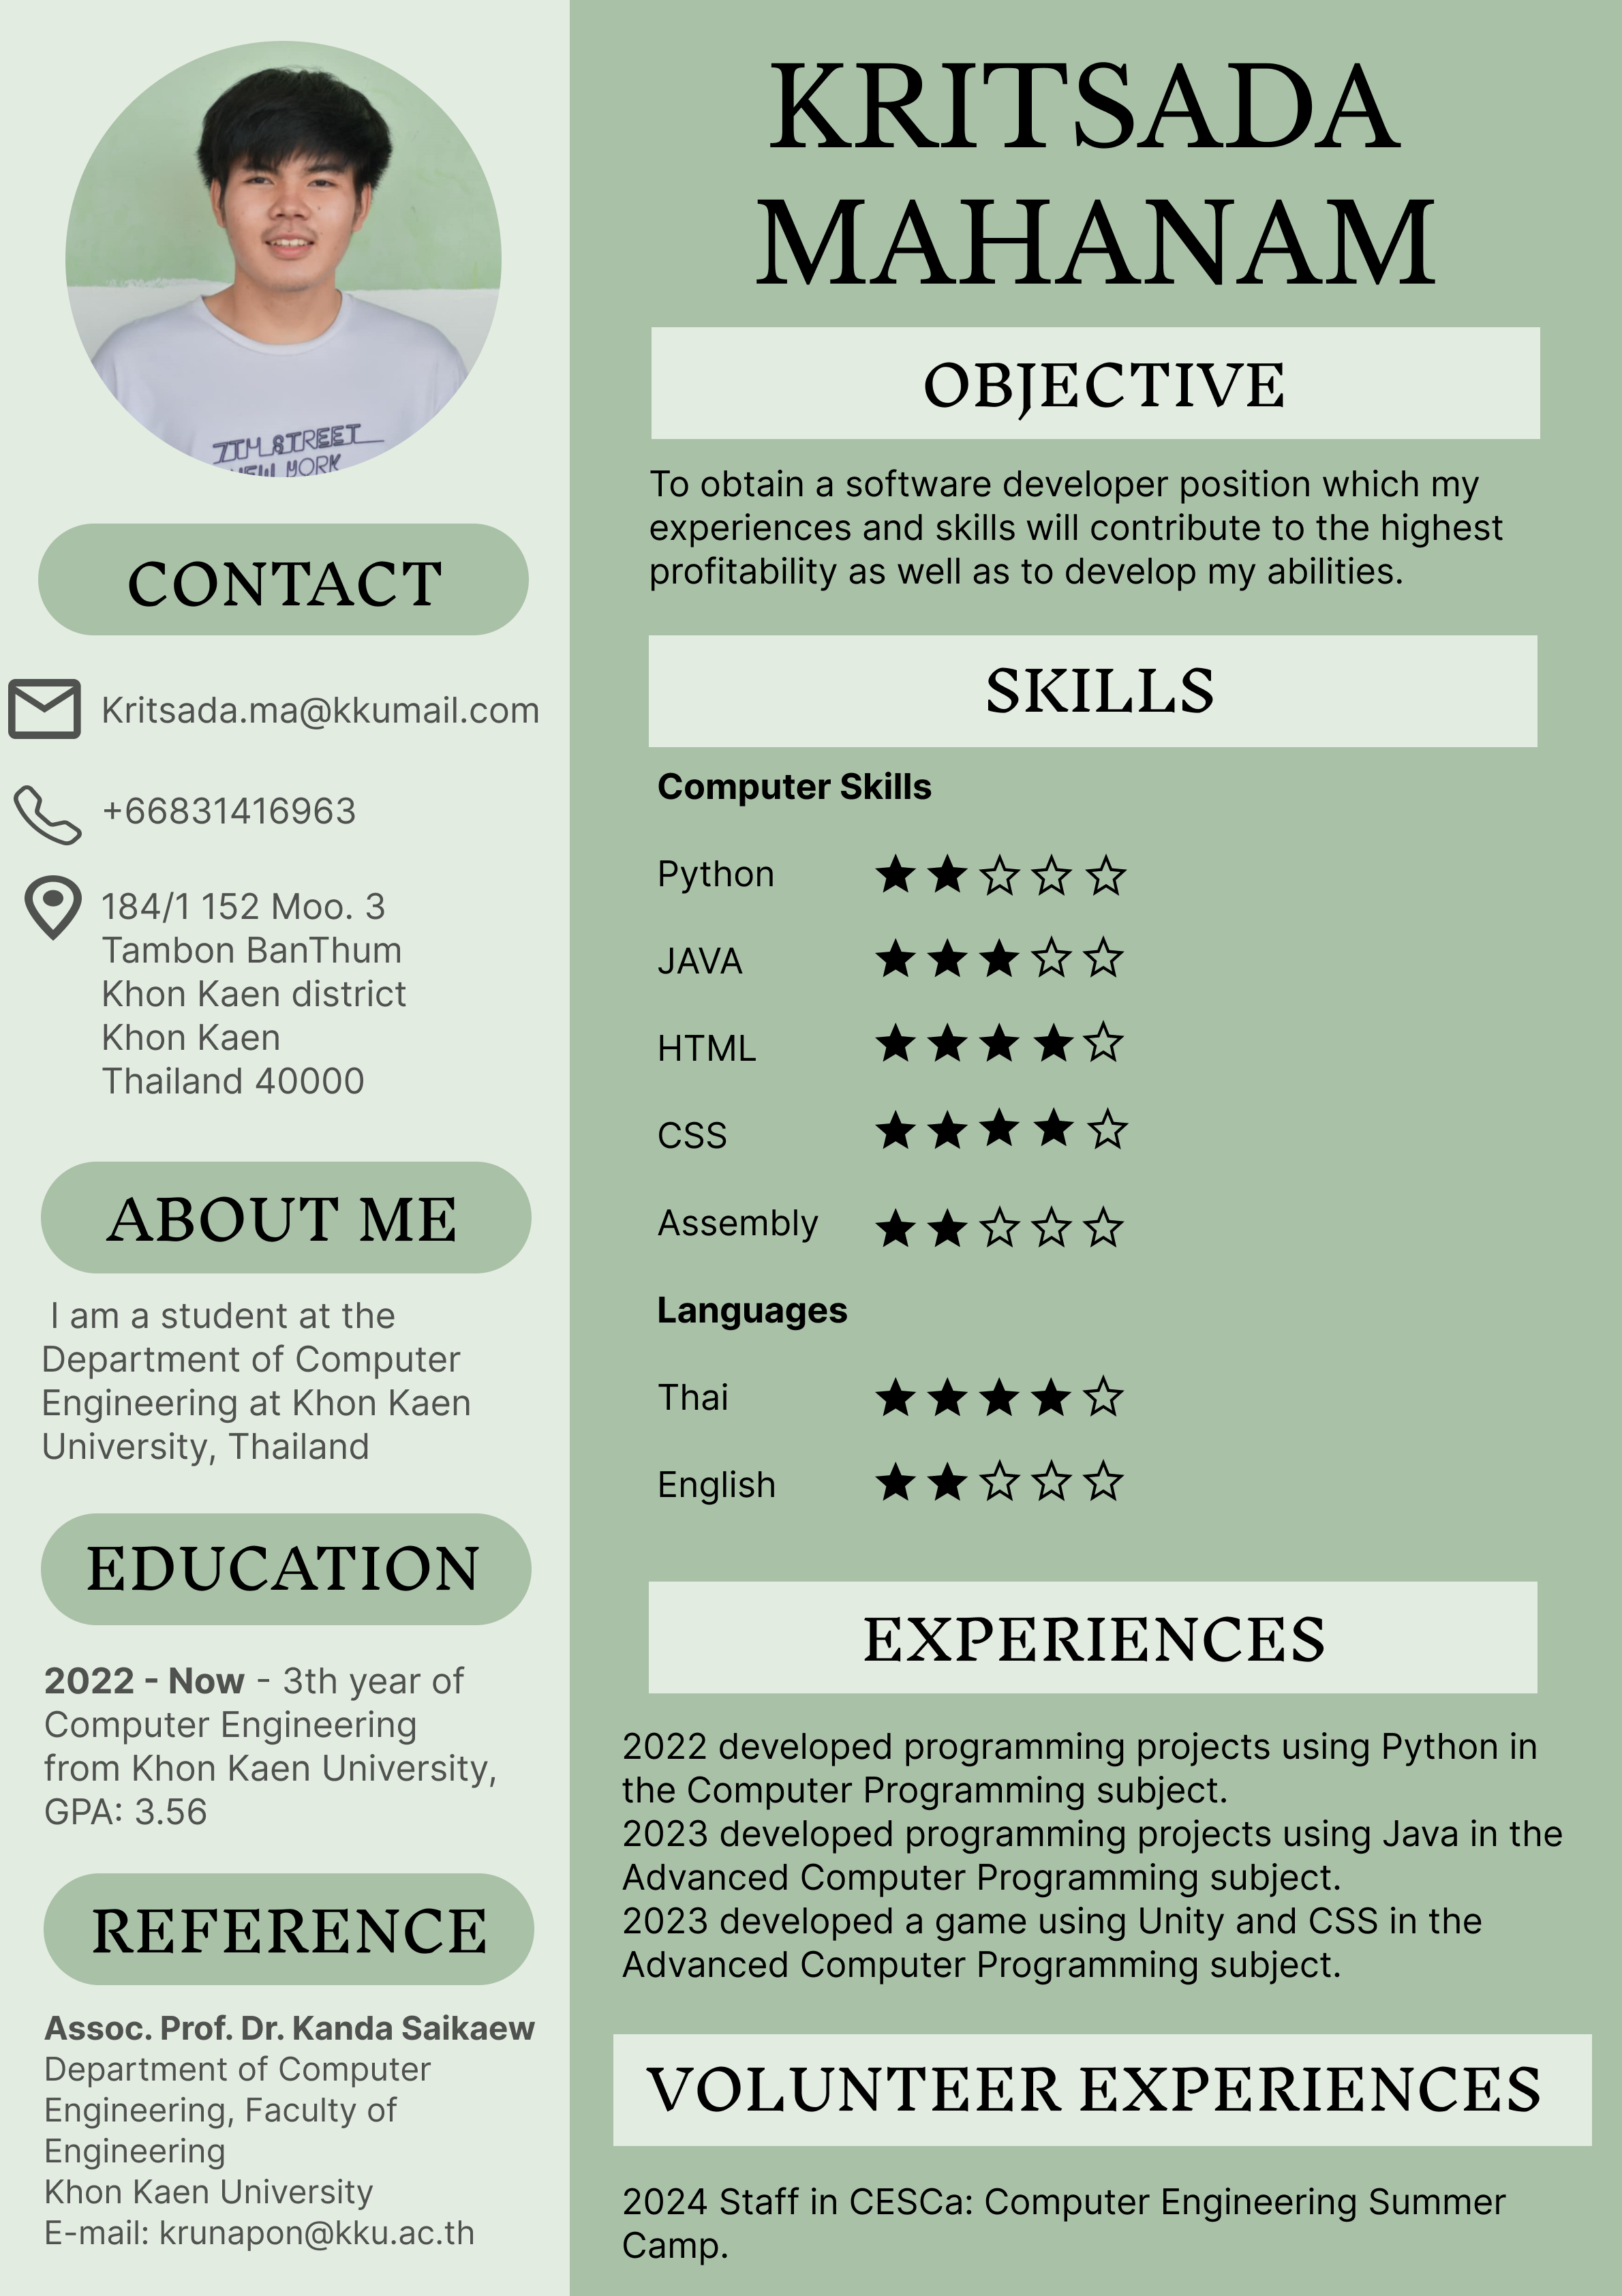 7TH STREET
NEW YORK
CONTACT
Kritsada.ma@kkumail.com
+66831416963
184/1 152 Moo. 3
Tambon BanThum
Khon Kaen district
Khon Kaen
Thailand 40000
ABOUT ME
I am a student at the
Department of Computer
Engineering at Khon Kaen
University, Thailand
EDUCATION
2022 - Now - 3th year of
Computer Engineering
from Khon Kaen University,
GPA: 3.56
REFERENCE
Assoc. Prof. Dr. Kanda Saikaew
Department of Computer
Engineering, Faculty of
Engineering
Khon Kaen University
E-mail: krunapon@kku.ac.th
KRITSADA
MAHANAM
OBJECTIVE
To obtain a software developer position which my
experiences and skills will contribute to the highest
profitability as well as to develop my abilities.
SKILLS
Computer Skills
Python
JAVA
HTML
CSS
Assembly
Languages
Thai
English
EXPERIENCES
2022 developed programming projects using Python in
the Computer Programming subject.
2023 developed programming projects using Java in the
Advanced Computer Programming subject.
2023 developed a game using Unity and CSS in the
Advanced Computer Programming subject.
VOLUNTEER EXPERIENCES
2024 Staff in CESCa: Computer Engineering Summer
Camp.